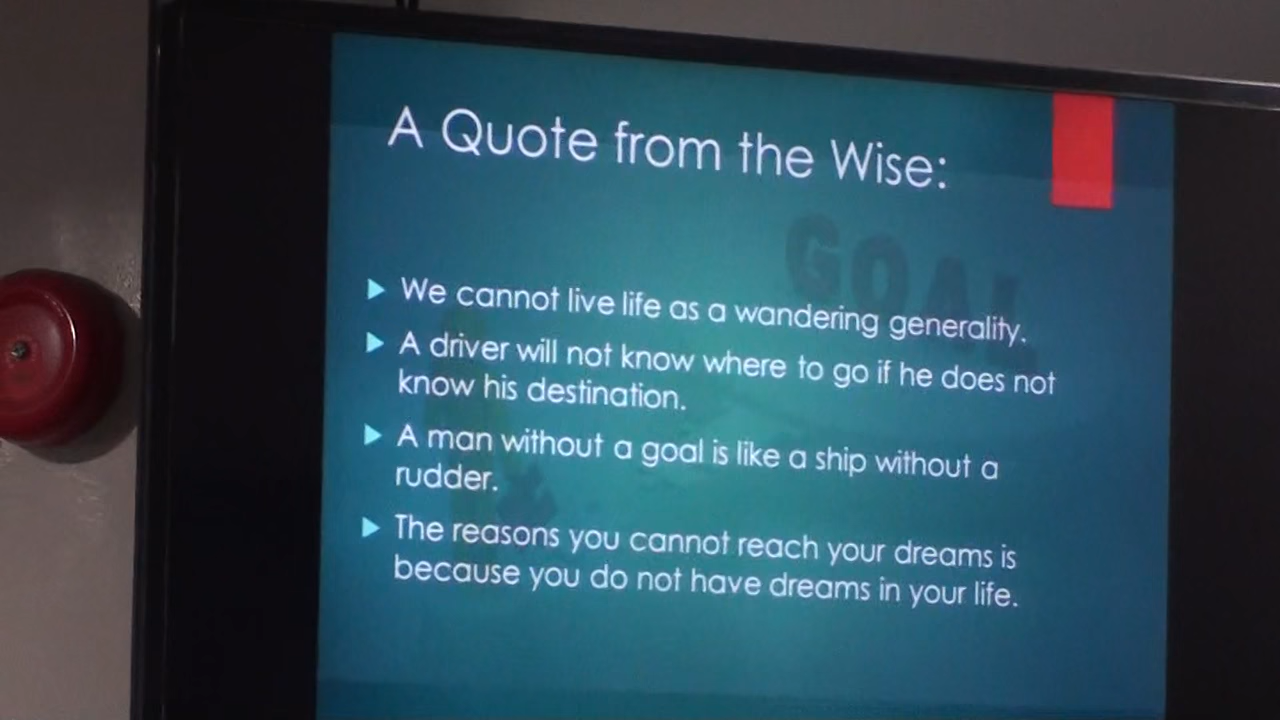 A Quote from the Wise:
GOAL
We cannot live life as a wandering generality.
A driver will not know where to go if he does not
know his destination.
A man without a goal is like a ship without a
rudder.
The reasons you cannot reach your dreams is
because you do not have dreams in your life.